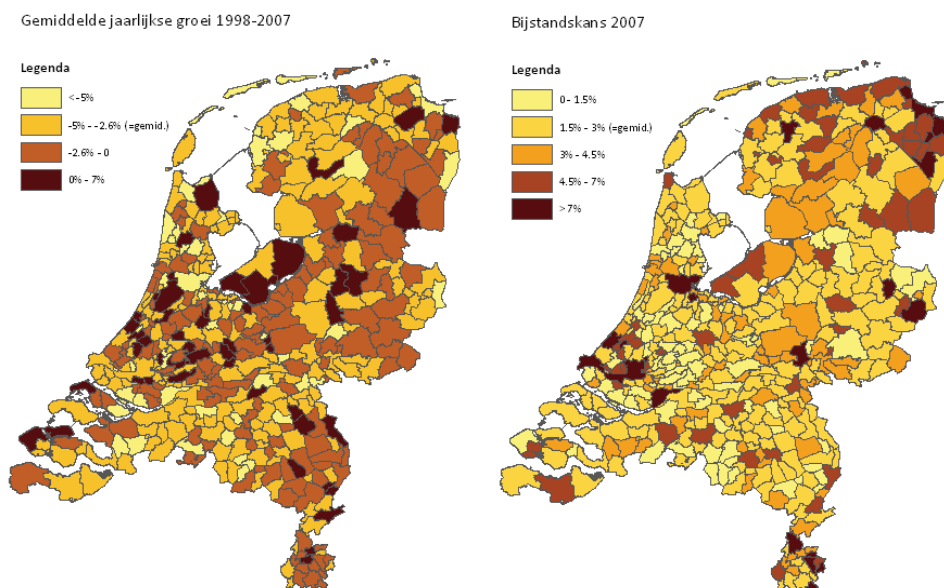 Gemiddelde jaarlijkse groei 1998-2007
Legenda
< -5%
-5% - -2.6% (=gemid.)
-2.6% - 0
0% - 7%
Bijstandskans 2007
Legenda
0 - 1.5%
1.5% - 3% (=gemid.)
3% - 4.5%
4.5% - 7%
>7%